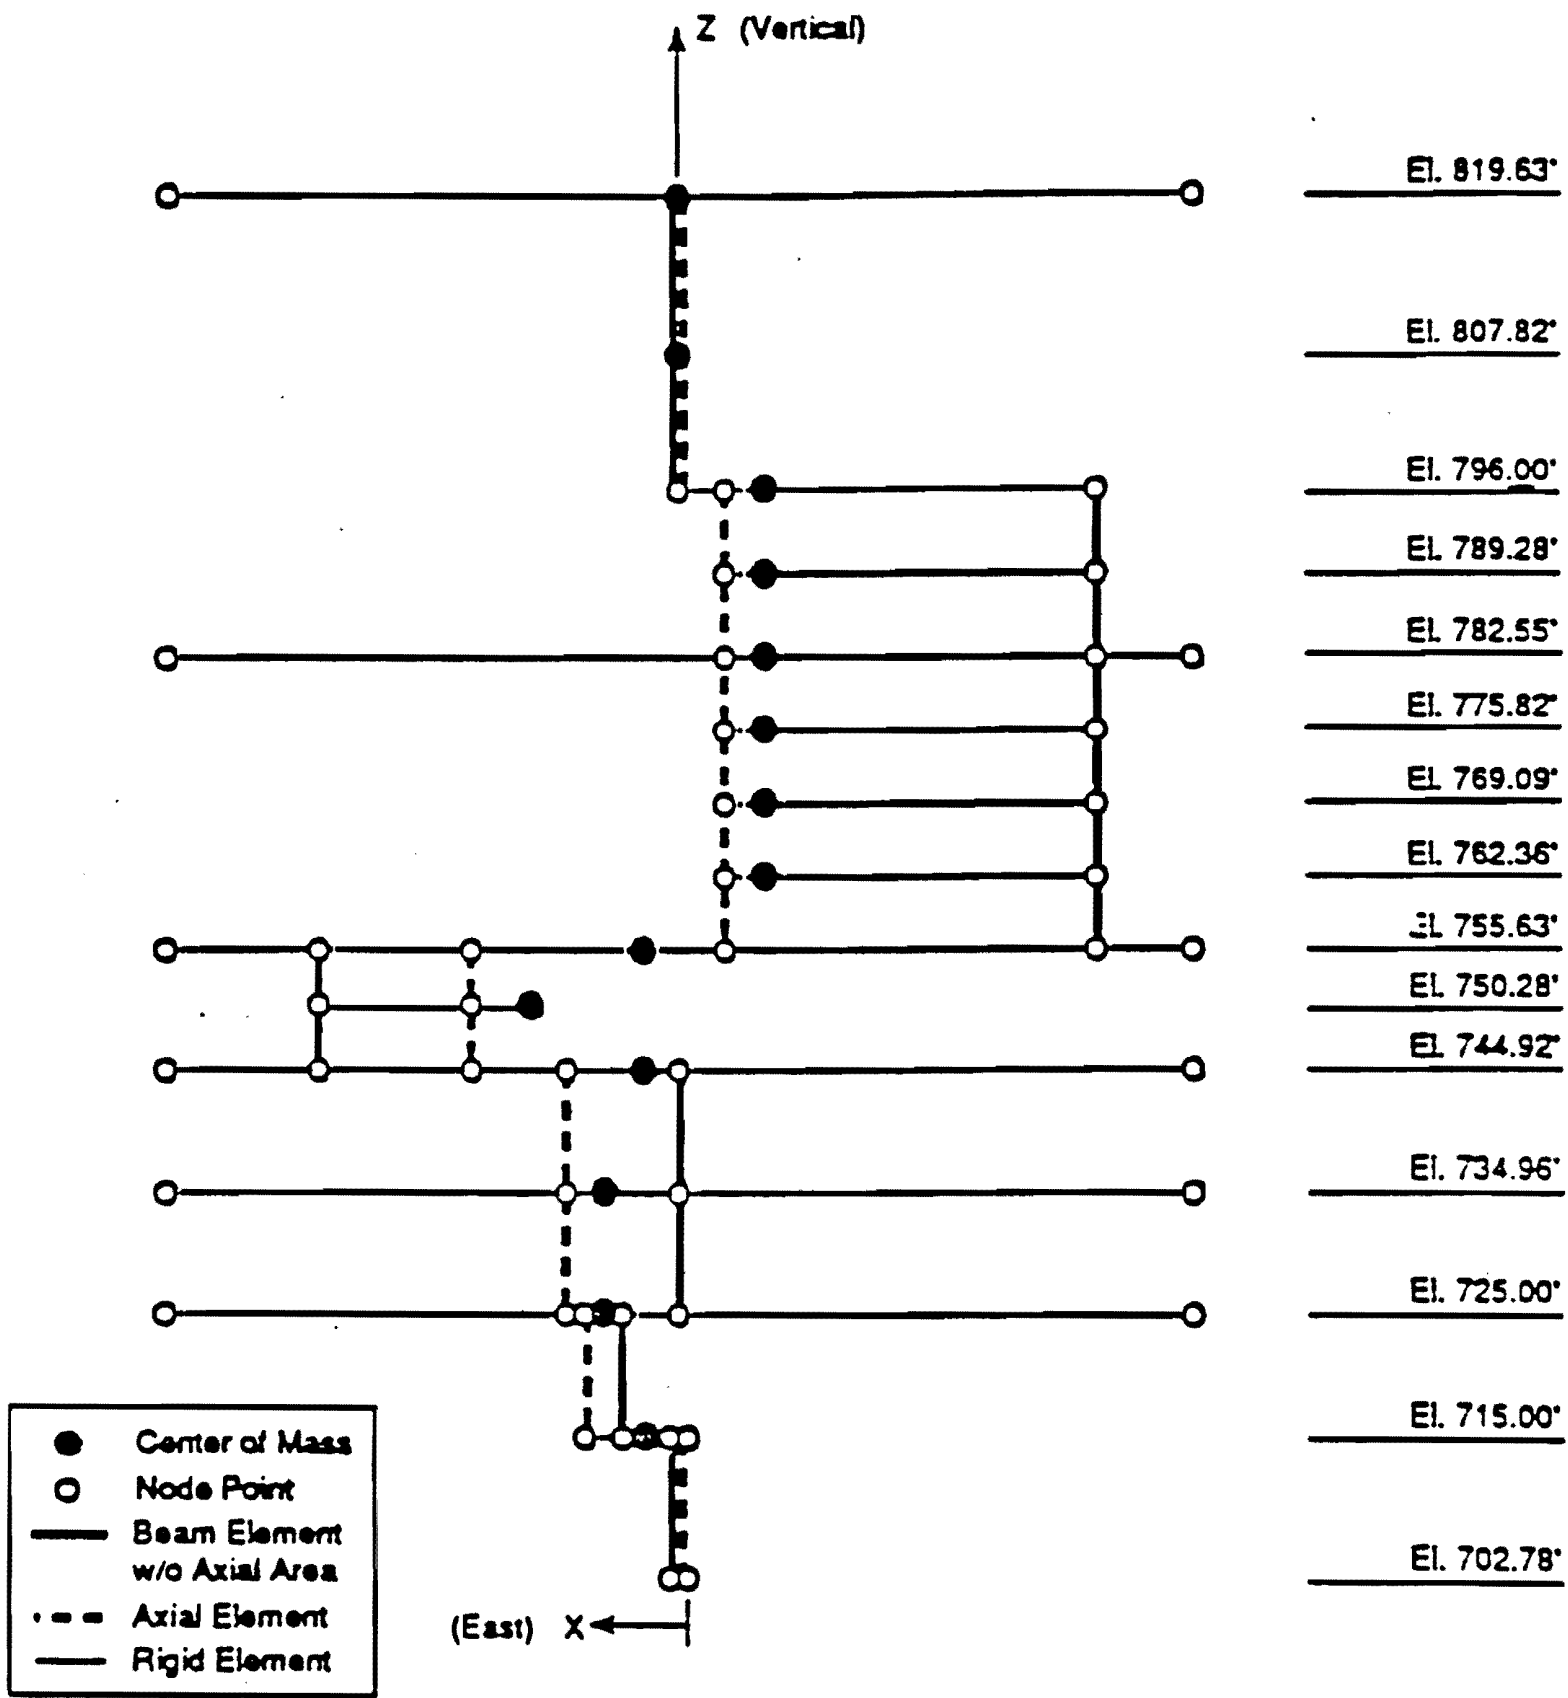 Z (Vertical)
El. 819.63'
El. 807.82'
El. 796.00'
El. 789.28'
El. 782.55'
El. 775.82'
El. 769.09'
El. 762.36'
El. 755.63'
El. 750.28'
El. 744.92'
El. 734.96'
El. 725.00'
El. 715.00'
El. 702.78'
Center of Mass
Node Point
Beam Element
w/o Axial Area
Axial Element
Rigid Element
(East) X